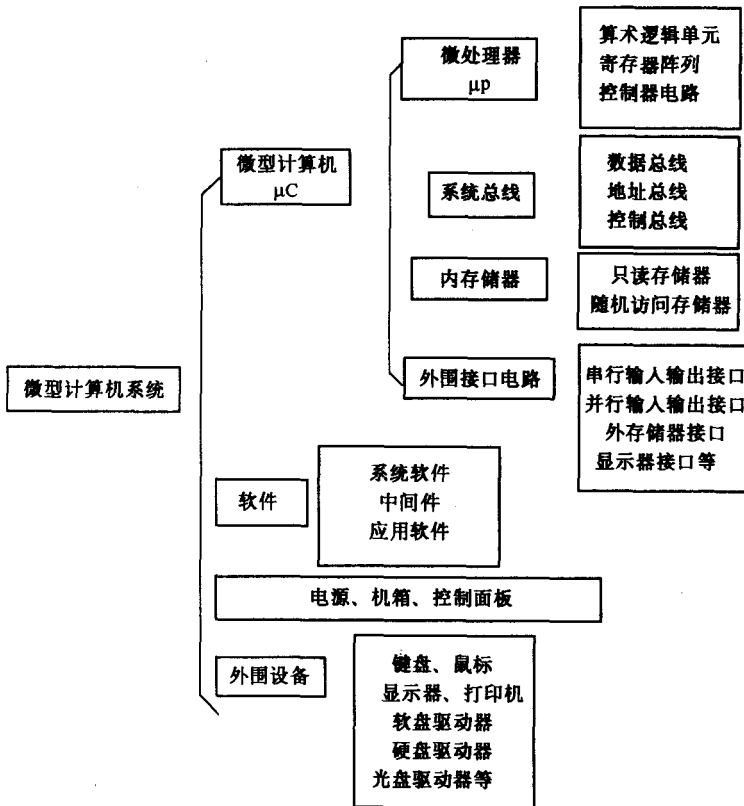 微处理器
μp
算术逻辑单元
寄存器阵列
控制器电路
微型计算机
μC
系统总线
数据总线
地址总线
控制总线
内存储器
只读存储器
随机访问存储器
微型计算机系统
外围接口电路
串行输入输出接口
并行输入输出接口
外存储器接口
显示器接口等
软件
系统软件
中间件
应用软件
电源、机箱、控制面板
外围设备
键盘、鼠标
显示器、打印机
软盘驱动器
硬盘驱动器
光盘驱动器等